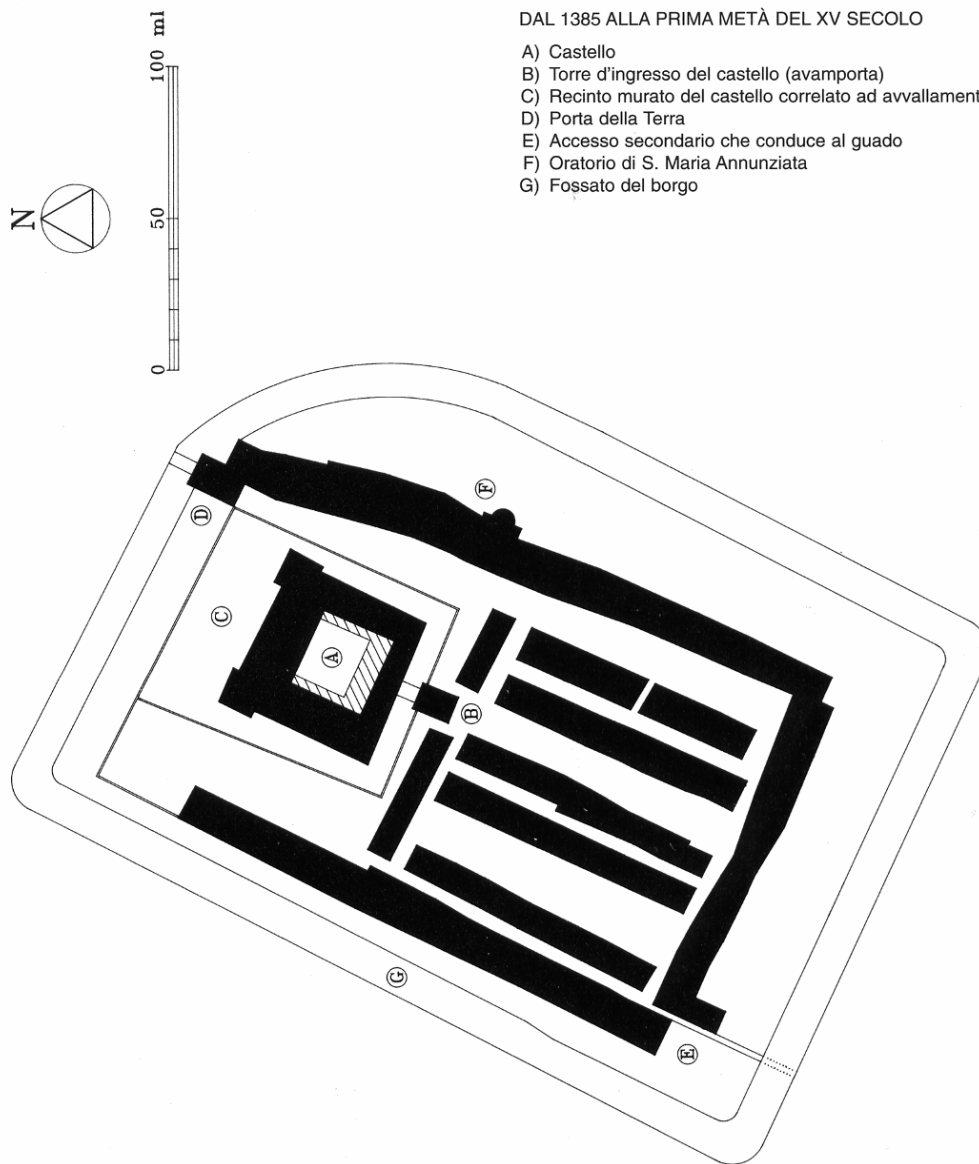 DAL 1385 ALLA PRIMA METÀ DEL XV SECOLO
A) Castello
B) Torre d'ingresso del castello (avamporta)
C) Recinto murato del castello correlato ad avvallament
D) Porta della Terra
E) Accesso secondario che conduce al guado
F) Oratorio di S. Maria Annunziata
G) Fossato del borgo
100 ml
50
0
N
F
D
C
A
B
G
E